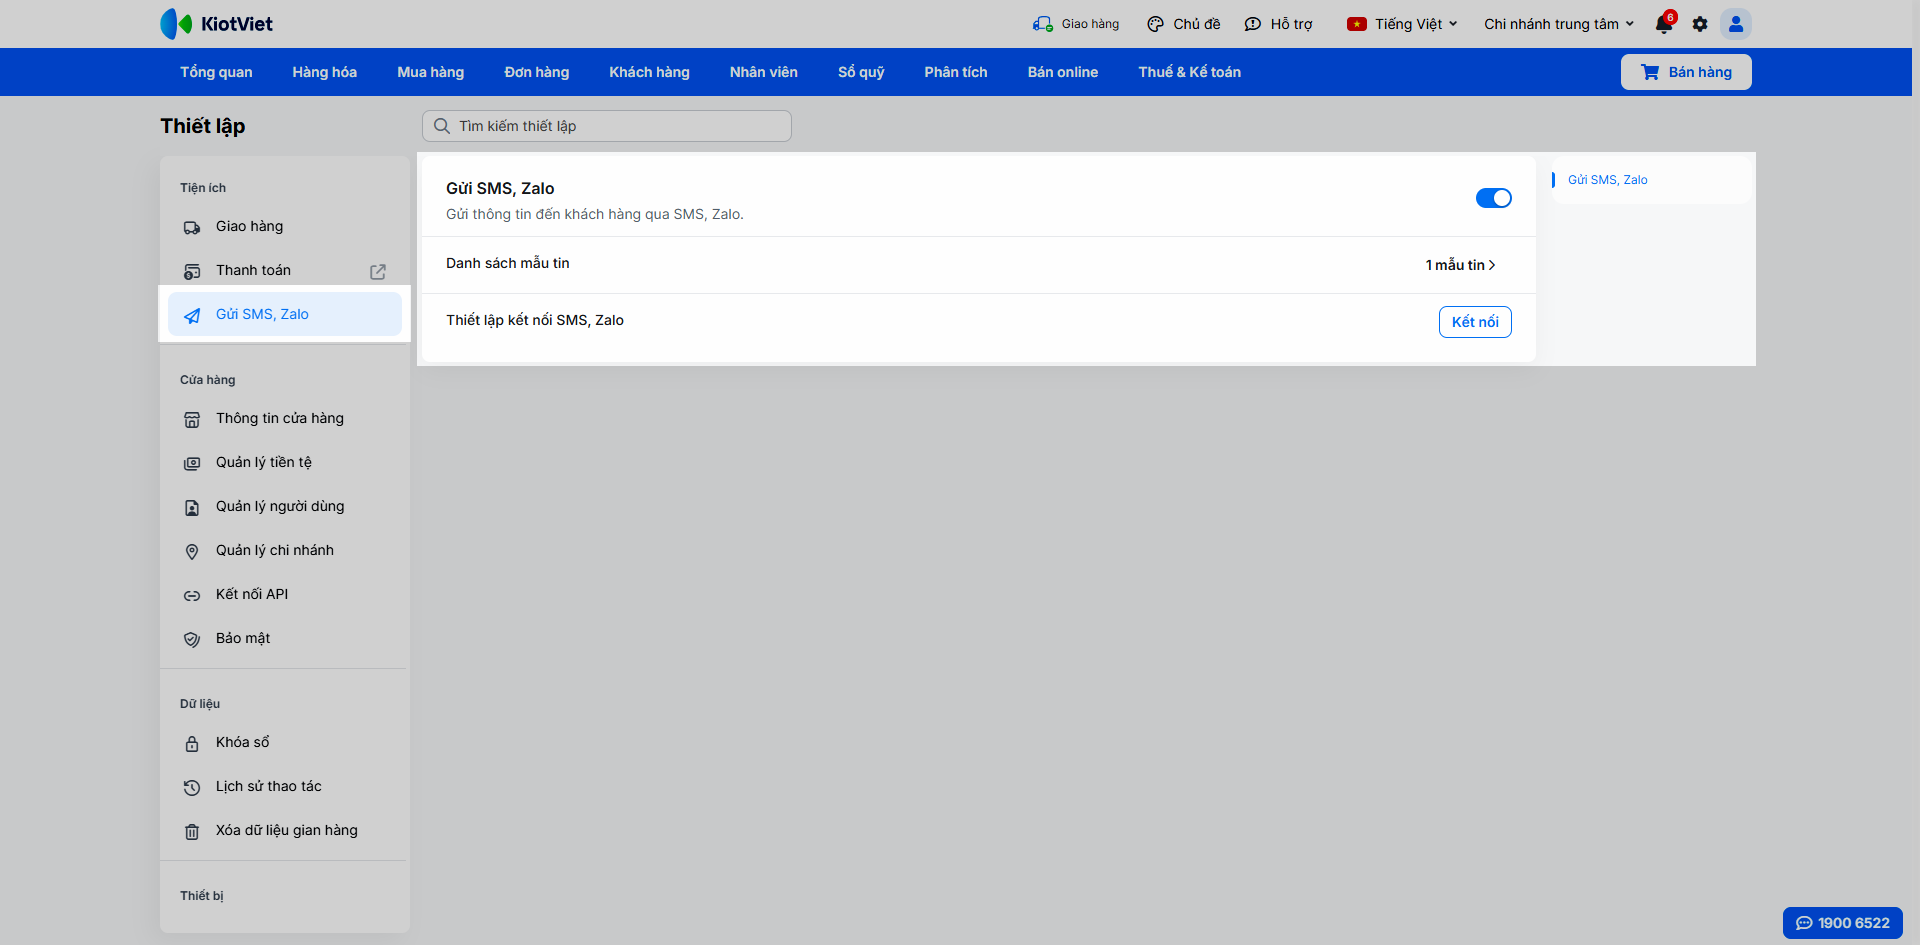 KiotViet
Giao hàng
Chủ đề
Hỗ trợ
Tiếng Việt
Chi nhánh trung tâm
6
Tổng quan
Hàng hóa
Mua hàng
Đơn hàng
Khách hàng
Nhân viên
Sổ quỹ
Phân tích
Bán online
Thuế & Kế toán
Bán hàng
Thiết lập
Tìm kiếm thiết lập
Tiện ích
Giao hàng
Thanh toán
Gửi SMS, Zalo
Cửa hàng
Thông tin cửa hàng
Quản lý tiền tệ
Quản lý người dùng
Quản lý chi nhánh
Kết nối API
Bảo mật
Dữ liệu
Khóa sổ
Lịch sử thao tác
Xóa dữ liệu gian hàng
Thiết bị
Gửi SMS, Zalo
Gửi thông tin đến khách hàng qua SMS, Zalo.
Danh sách mẫu tin
1 mẫu tin
Thiết lập kết nối SMS, Zalo
Kết nối
Gửi SMS, Zalo
1900 6522